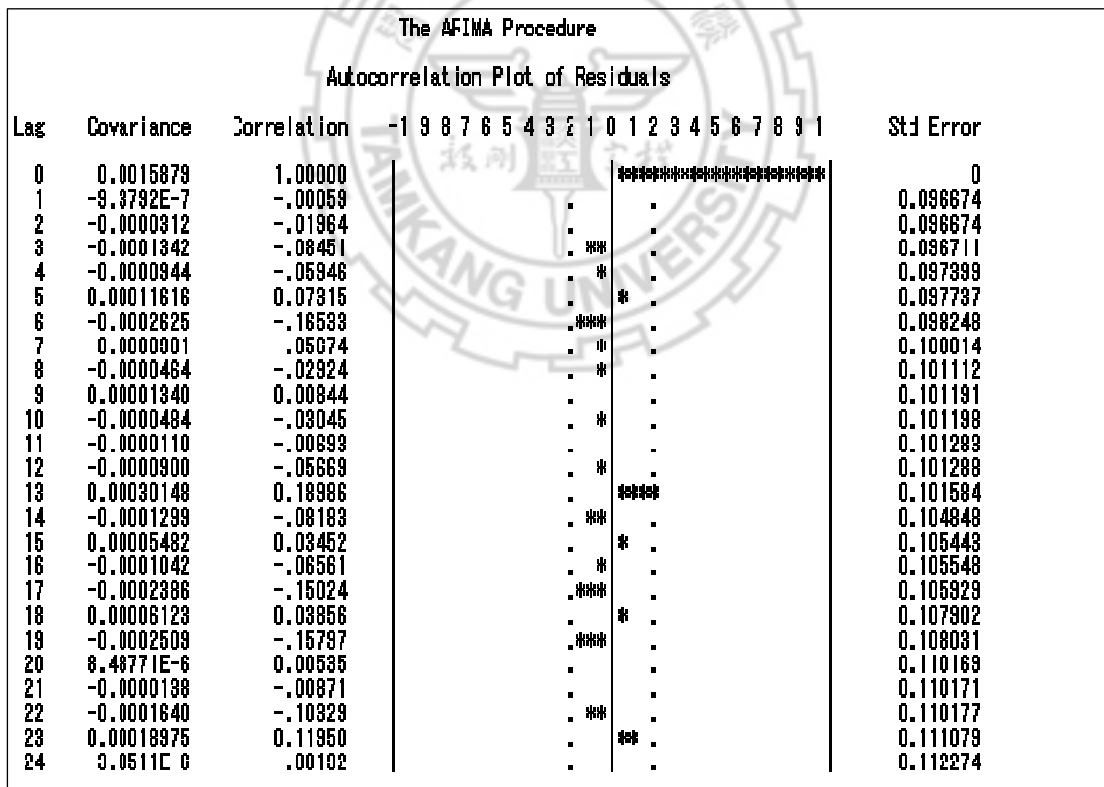 The ARIMA Procedure
Autocorrelation Plot of Residuals
Lag Covariance Correlation -1 9 8 7 6 5 4 3 2 1 0 1 2 3 4 5 6 7 8 9 1 Std Error
0 0.0015879 1.00000 | |********************| 0
1 -9.3792E-7 -.00059 | . | . | 0.096674
2 -0.0000312 -.01964 | . | . | 0.096674
3 -0.0001342 -.08451 | . **| . | 0.096711
4 -0.0000944 -.05946 | . *| . | 0.097399
5 0.00011616 0.07315 | . |* . | 0.097737
6 -0.0002625 -.16533 | .***| . | 0.098248
7 .05074 | . *| . | 0.100014
8 -0.0000464 -.02924 | . *| . | 0.101112
9 0.00001340 0.00844 | . | . | 0.101191
10 -0.0000484 -.03045 | . *| . | 0.101198
11 -0.0000110 -.00693 | . | . | 0.101283
12 -0.0000900 -.05669 | . *| . | 0.101288
13 0.00030148 0.18986 | . |**** | 0.101584
14 -0.0001299 -.08183 | . **| . | 0.104848
15 0.00005482 0.03452 | . |* . | 0.105443
16 -0.0001042 -.06561 | . *| . | 0.105548
17 -0.0002386 -.15024 | .***| . | 0.105929
18 0.00006123 0.03856 | . |* . | 0.107902
19 -0.0002509 -.15797 | .***| . | 0.108031
20 8.48771E-6 0.00535 | . | . | 0.110169
21 -0.0000138 -.00871 | . | . | 0.110171
22 -0.0001640 -.10329 | . **| . | 0.110177
23 0.00018975 0.11950 | . |** . | 0.111079
24 | . | . | 0.112274
TAMKANG UNIVERSITY